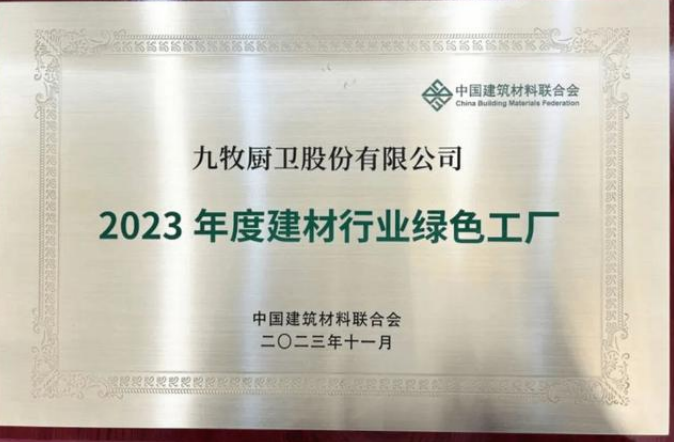 中国建筑材料联合会
China Building Materials Federation
九牧厨卫股份有限公司
2023 年度建材行业绿色工厂
中国建筑材料联合会
二〇二三年十一月